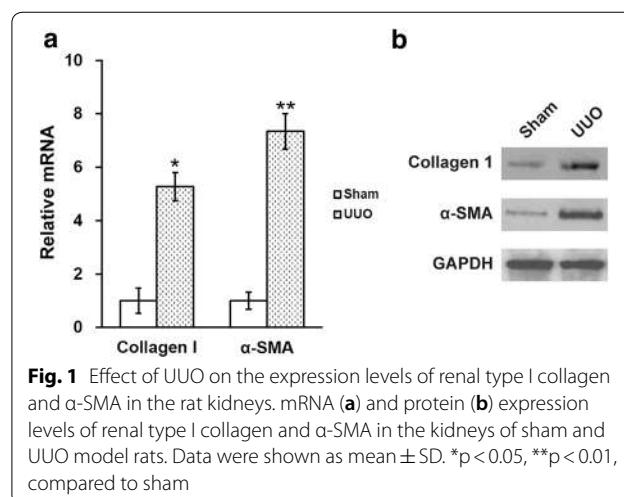 a
b
10
8
6
4
2
0
Relative mRNA
*
**
Collagen I
α-SMA
Sham
UUO
Sham
UUO
Collagen 1
α-SMA
GAPDH
Fig. 1 Effect of UUO on the expression levels of renal type I collagen
and α-SMA in the rat kidneys. mRNA (a) and protein (b) expression
levels of renal type I collagen and α-SMA in the kidneys of sham and
UUO model rats. Data were shown as mean ± SD. *p < 0.05, **p < 0.01,
compared to sham